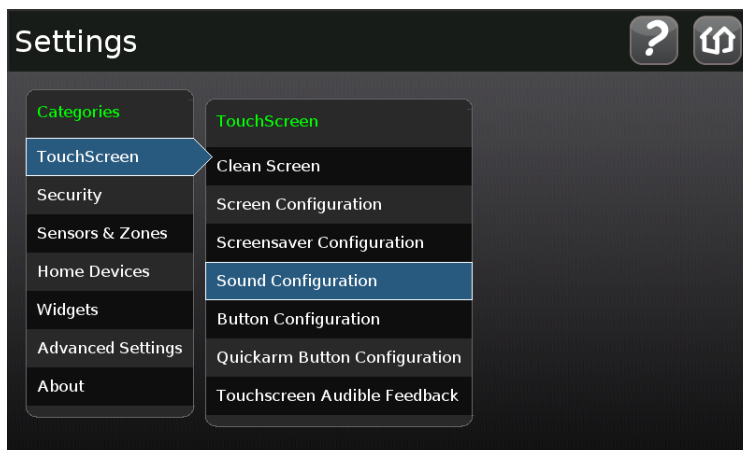 Settings
?
Categories
TouchScreen
Security
Sensors & Zones
Home Devices
Widgets
Advanced Settings
About
TouchScreen
Clean Screen
Screen Configuration
Screensaver Configuration
Sound Configuration
Button Configuration
Quickarm Button Configuration
Touchscreen Audible Feedback